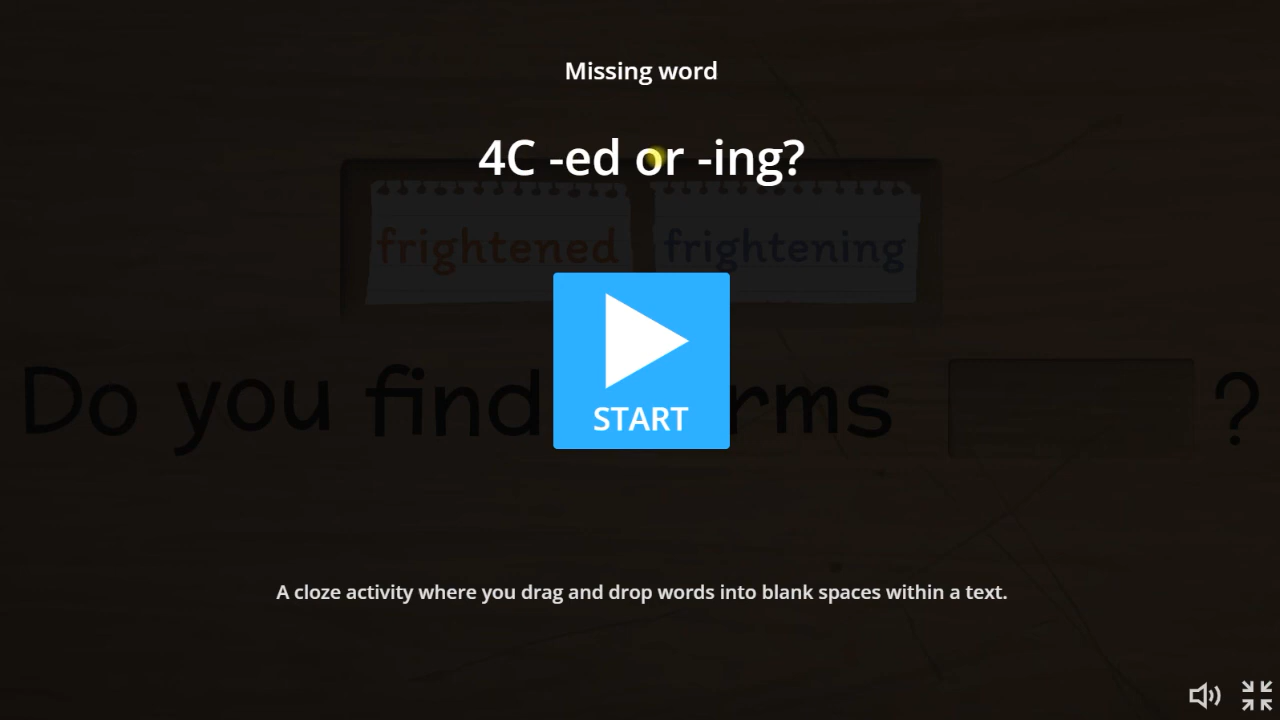 Missing word
4C -ed or -ing?
frightened frightening
Do you find rms ?
START
A cloze activity where you drag and drop words into blank spaces within a text.